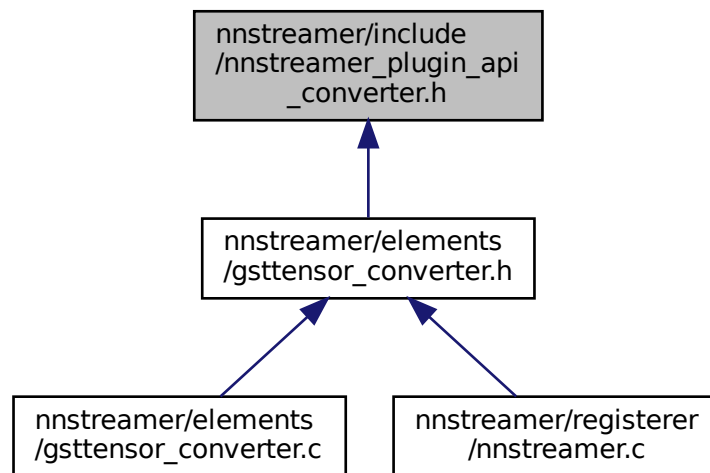 nnstreamer/include
/nnstreamer_plugin_api
_converter.h
nnstreamer/elements
/gsttensor_converter.h
nnstreamer/elements
/gsttensor_converter.c
nnstreamer/registerer
/nnstreamer.c